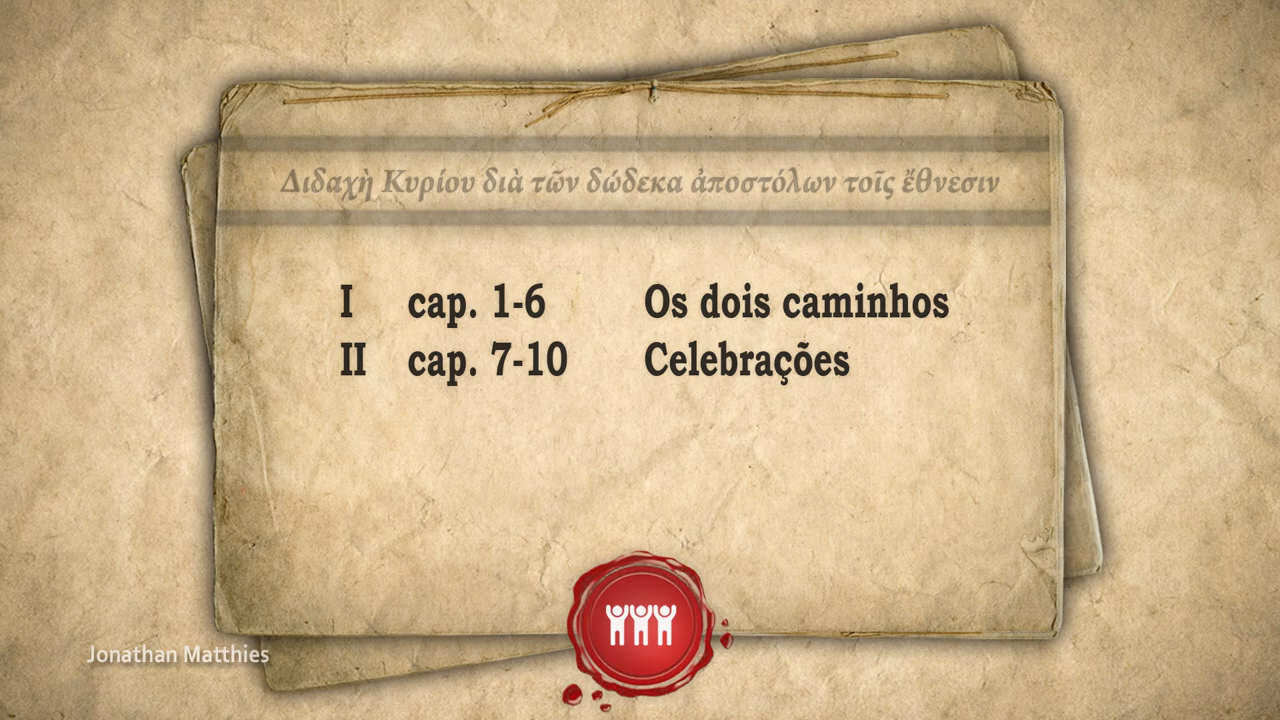 Διδαχὴ Κυρίου διὰ τῶν δώδεκα ἀποστόλων τοῖς ἔθνεσιν
I cap. 1-6 Os dois caminhos
II cap. 7-10 Celebrações
Jonathan Matthies